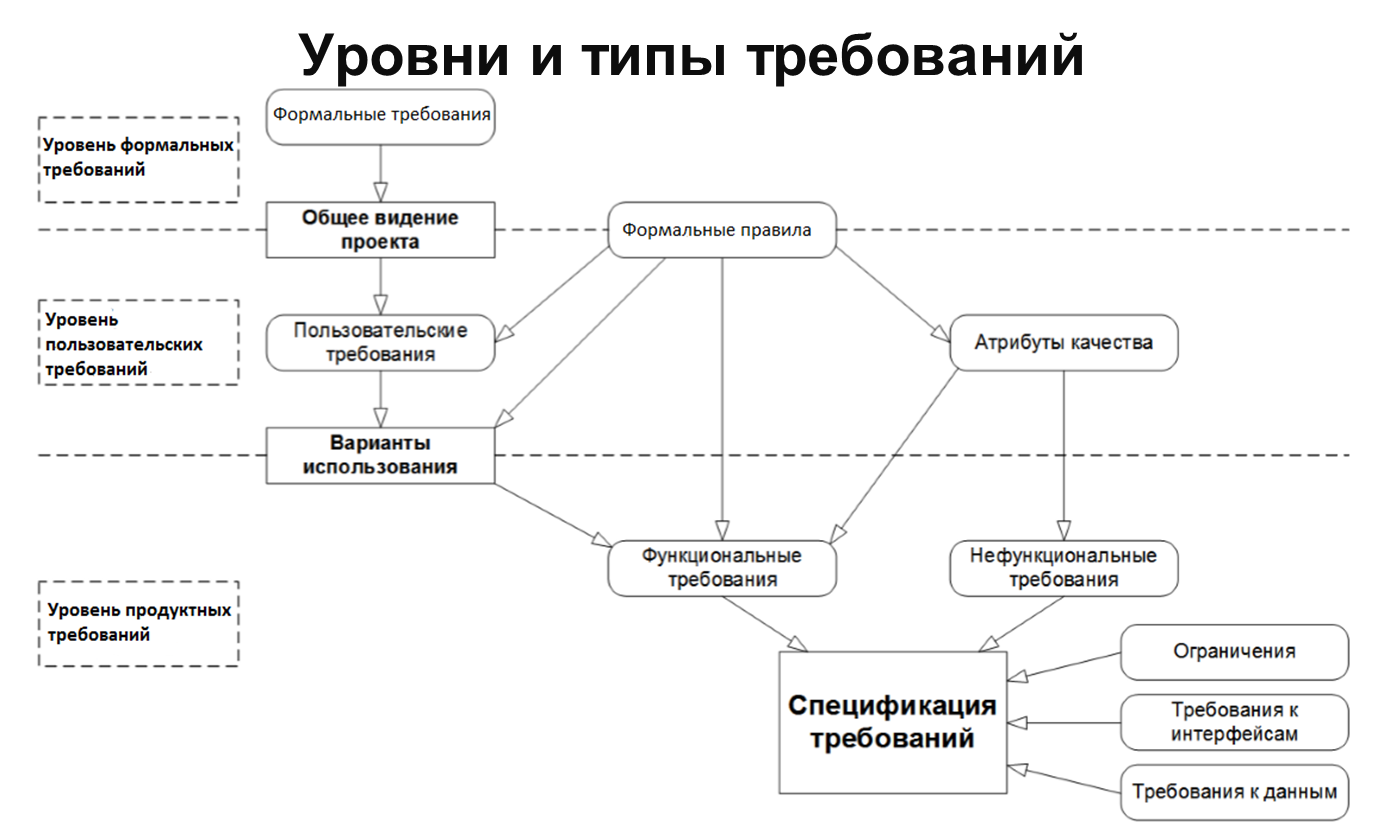 Уровни и типы требований
Формальные требования
Уровень формальных
требований
Общее видение
проекта
Формальные правила
Уровень
пользовательских
требований
Пользовательские
требования
Атрибуты качества
Варианты
использования
Функциональные
требования
Нефункциональные
требования
Уровень продуктных
требований
Ограничения
Спецификация
требований
Требования к
интерфейсам
Требования к данным